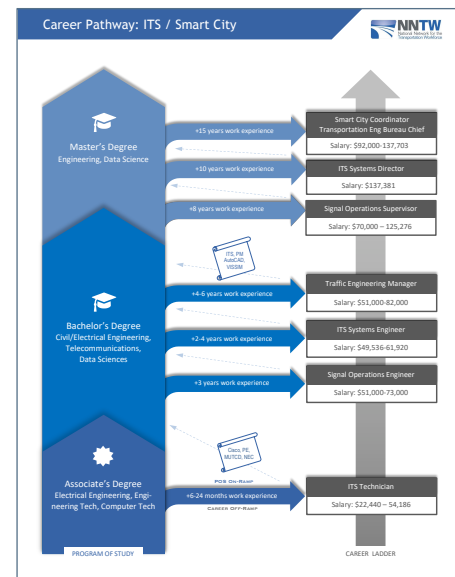 Career Pathway: ITS / Smart City
NNTW
National Network for the
Transportation Workforce
Master's Degree
Engineering, Data Science
+15 years work experience
Smart City Coordinator
Transportation Eng Bureau Chief
Salary: $92,000-137,703
+10 years work experience
ITS Systems Director
Salary: $137,381
+8 years work experience
Signal Operations Supervisor
Salary: $70,000 – 125,276
ITS, PM
AutoCAD,
VISSIM
Bachelor's Degree
Civil/Electrical Engineering,
Telecommunications,
Data Sciences
+4-6 years work experience
Traffic Engineering Manager
Salary: $51,000-82,000
+2-4 years work experience
ITS Systems Engineer
Salary: $49,536-61,920
+3 years work experience
Signal Operations Engineer
Salary: $51,000-73,000
Cisco, PE,
MUTCD, NEC
Associate's Degree
Electrical Engineering, Engi-
neering Tech, Computer Tech
POS On-Ramp
+6-24 months work experience
Career Off-Ramp
ITS Technician
Salary: $22,440 – 54,186
PROGRAM OF STUDY
CAREER LADDER